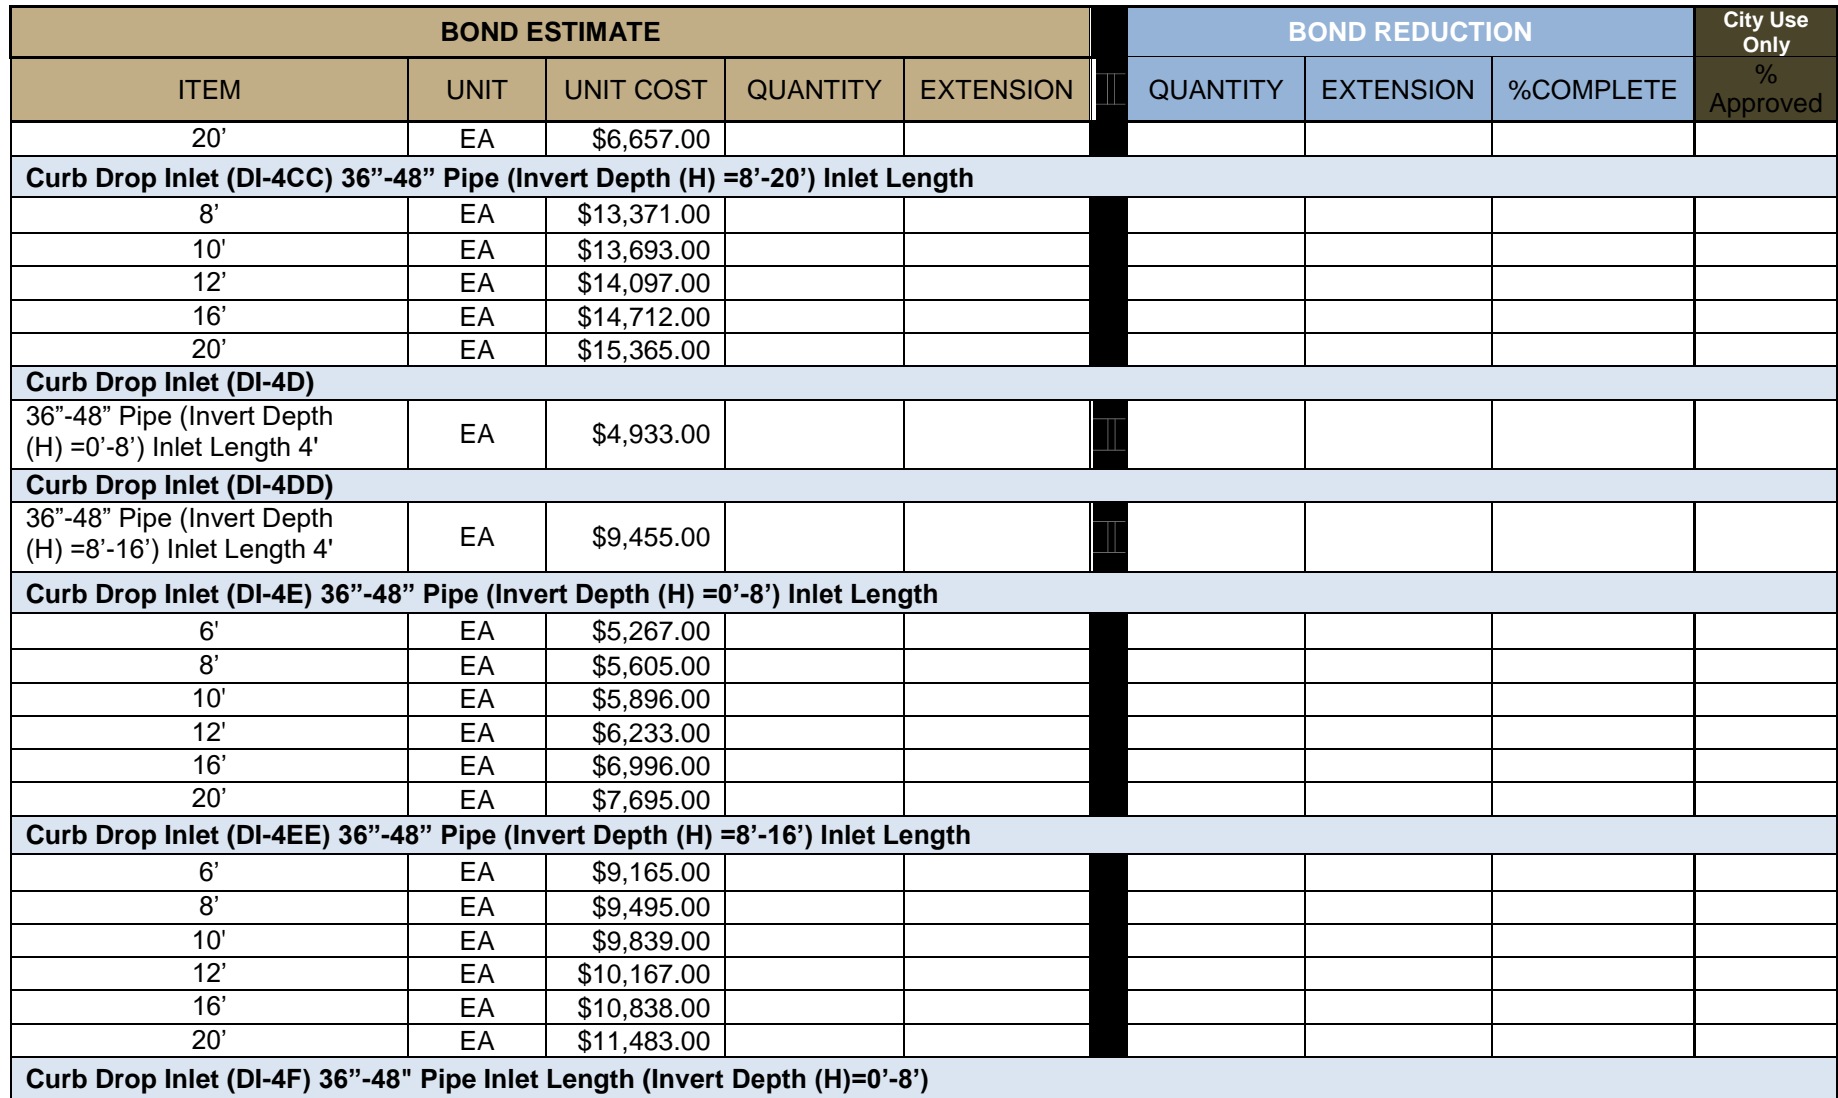 BOND ESTIMATE BOND REDUCTION City Use
Only
ITEM UNIT UNIT COST QUANTITY EXTENSION QUANTITY EXTENSION %COMPLETE %
Approved
20’ EA $6,657.00
Curb Drop Inlet (DI-4CC) 36”-48” Pipe (Invert Depth (H) =8’-20’) Inlet Length
8’ EA $13,371.00
10' EA $13,693.00
12’ EA $14,097.00
16’ EA $14,712.00
20’ EA $15,365.00
Curb Drop Inlet (DI-4D)
36”-48” Pipe (Invert Depth
(H) =0’-8’) Inlet Length 4' EA $4,933.00
Curb Drop Inlet (DI-4DD)
36”-48” Pipe (Invert Depth
(H) =8’-16’) Inlet Length 4' EA $9,455.00
Curb Drop Inlet (DI-4E) 36”-48” Pipe (Invert Depth (H) =0’-8’) Inlet Length
6' EA $5,267.00
8’ EA $5,605.00
10' EA $5,896.00
12' EA $6,233.00
16’ EA $6,996.00
20’ EA $7,695.00
Curb Drop Inlet (DI-4EE) 36”-48” Pipe (Invert Depth (H) =8’-16’) Inlet Length
6’ EA $9,165.00
8’ EA $9,495.00
10' EA $9,839.00
12’ EA $10,167.00
16’ EA $10,838.00
20’ EA $11,483.00
Curb Drop Inlet (DI-4F) 36”-48" Pipe Inlet Length (Invert Depth (H)=0’-8’)